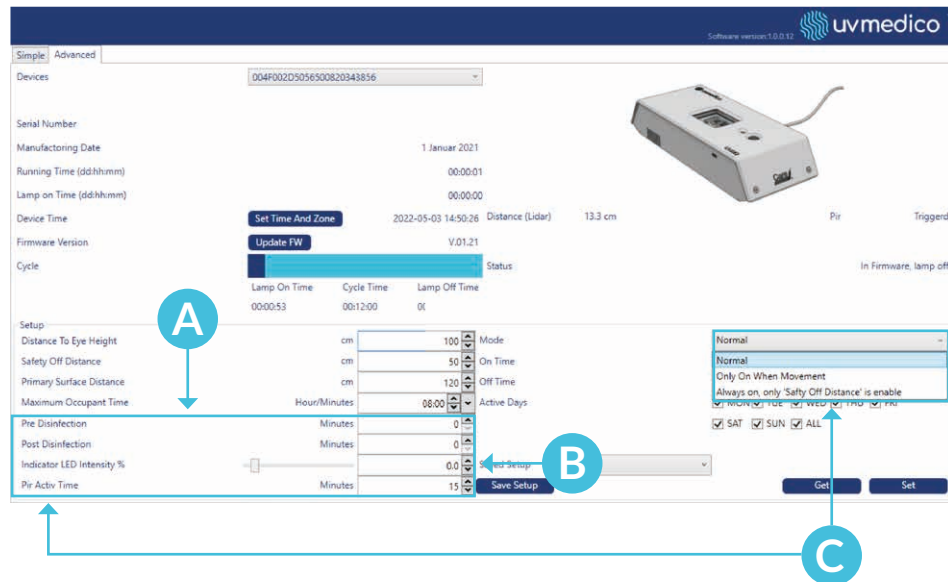 uvmedico
Software version:1.0.0.12
Simple Advanced
Devices 004F002D5056500820343856
Serial Number
Manufactoring Date 1 Januar 2021
Running Time (dd:hh:mm) 00:00:01
Lamp on Time (dd:hh:mm) 00:00:00
Device Time Set Time And Zone 2022-05-03 14:50:26 Distance (Lidar) 13.3 cm Pir Triggerd
Firmware Version Update FW V.01.21
Cycle Status In Firmware, lamp off
Lamp On Time Cycle Time Lamp Off Time
00:00:53 00:12:00
A
Setup
Distance To Eye Height cm 100 Mode Normal
Safety Off Distance cm 50 On Time Normal
Primary Surface Distance cm 120 Off Time Only On When Movement
Always on, only 'Safty Off Distance' is enable
Maximum Occupant Time Hour/Minutes 08:00 Active Days MON TUE WED THU FRI
Pre Disinfection Minutes 0 SAT SUN ALL
Post Disinfection Minutes 0
Indicator LED Intensity % 0.0 B Setup
Pir Activ Time Minutes 15 Save Setup Get Set
C